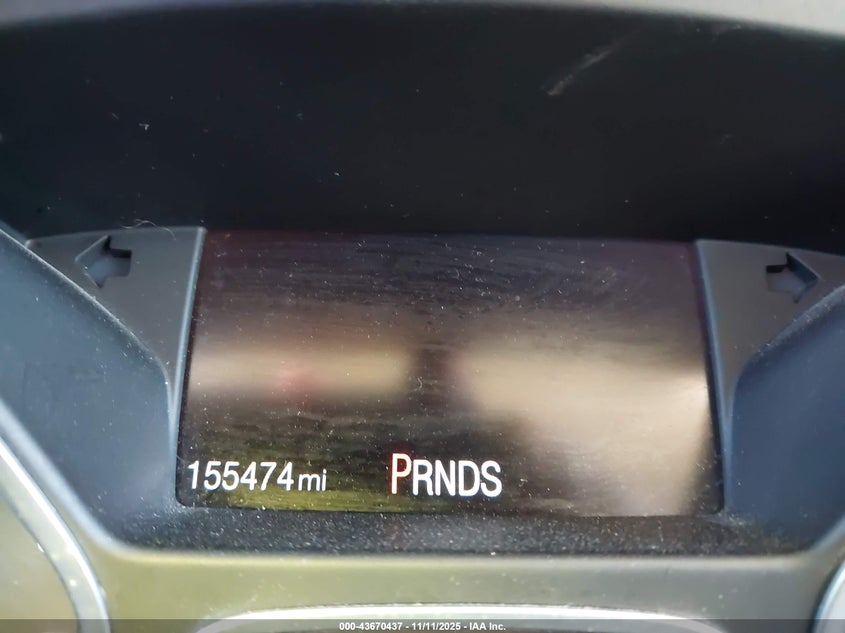 155474mi PRNDS
000-43670437 - 11/11/2025 - IAA Inc.